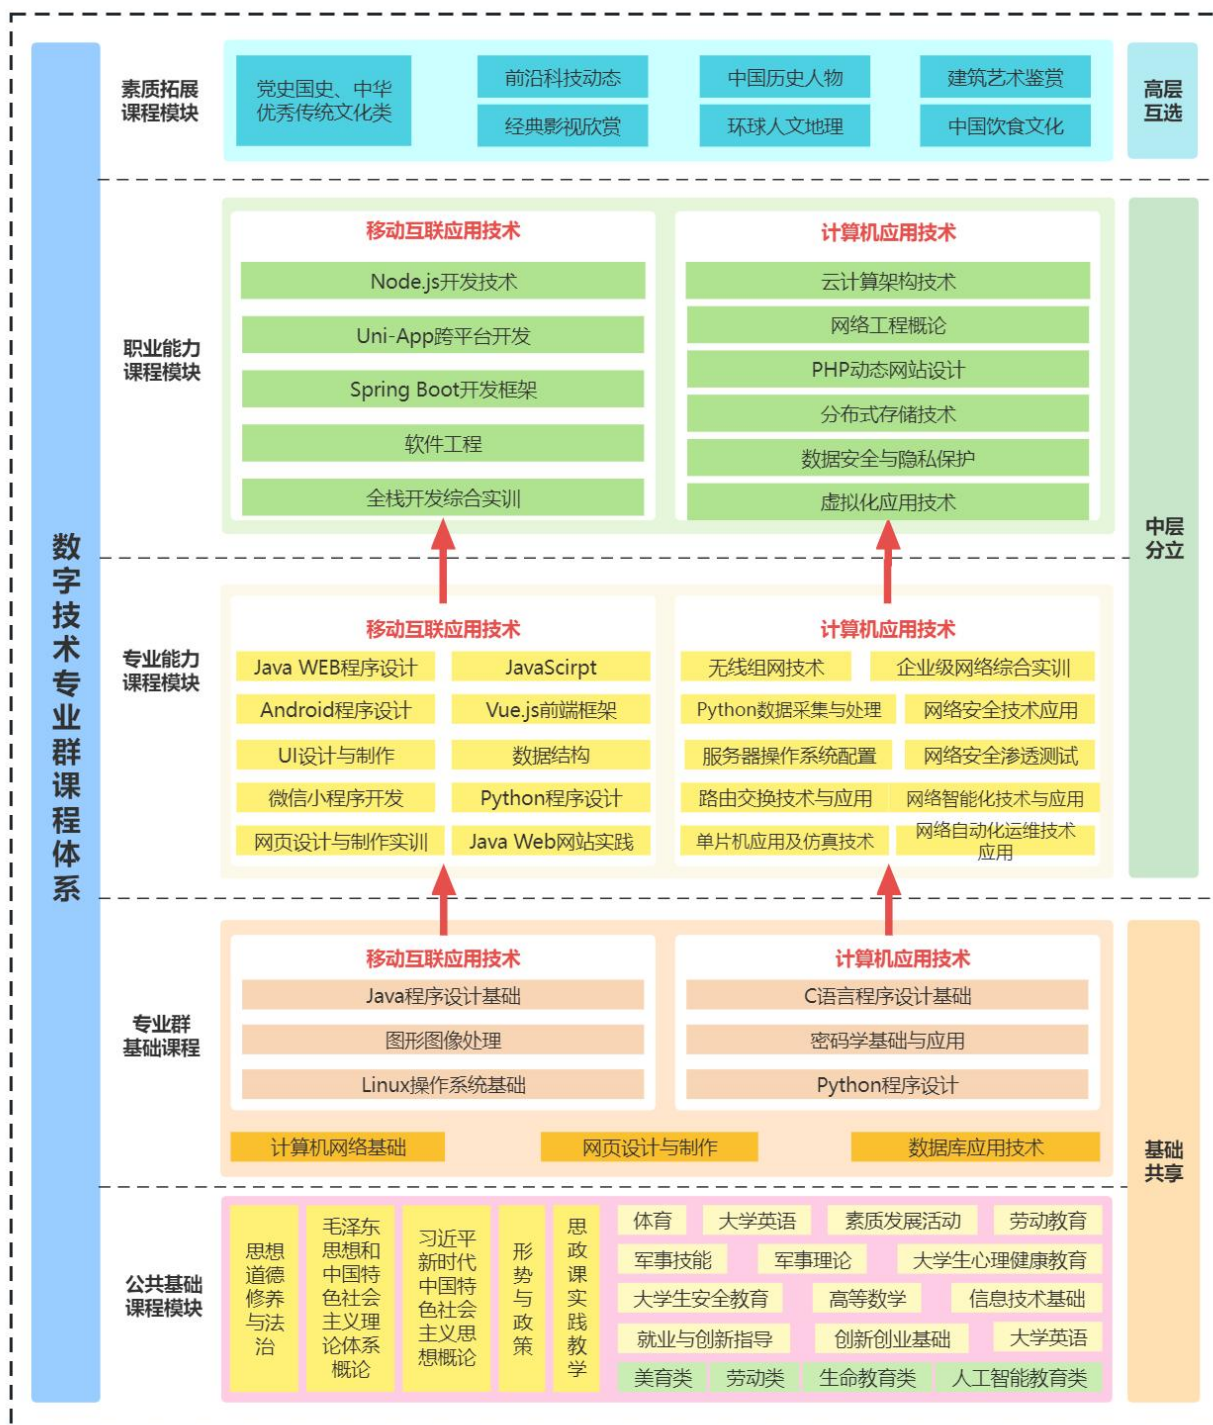 数字技术专业群课程体系
素质拓展
课程模块
党史国史、中华
优秀传统文化类
前沿科技动态
中国历史人物
建筑艺术鉴赏
经典影视欣赏
环球人文地理
中国饮食文化
高层
互选
职业能力
课程模块
移动互联应用技术
Node.js开发技术
Uni-App跨平台开发
Spring Boot开发框架
软件工程
全栈开发综合实训
计算机应用技术
云计算架构技术
网络工程概论
PHP动态网站设计
分布式存储技术
数据安全与隐私保护
虚拟化应用技术
中层
分立
专业能力
课程模块
移动互联应用技术
Java WEB程序设计
JavaScirpt
Android程序设计
Vue.js前端框架
UI设计与制作
数据结构
微信小程序开发
Python程序设计
网页设计与制作实训
Java Web网站实践
计算机应用技术
无线组网技术
企业级网络综合实训
Python数据采集与处理
网络安全技术应用
服务器操作系统配置
网络安全渗透测试
路由交换技术与应用
网络智能化技术与应用
单片机应用及仿真技术
网络自动化运维技术
应用
专业群
基础课程
移动互联应用技术
Java程序设计基础
图形图像处理
Linux操作系统基础
计算机应用技术
C语言程序设计基础
密码学基础与应用
Python程序设计
计算机网络基础
网页设计与制作
数据库应用技术
基础
共享
公共基础
课程模块
思想
道德
修养
与法
治
毛泽东
思想和
中国特
色社会
主义理
论体系
概论
习近平
新时代
中国特
色社会
主义思
想概论
形势与政策
思政课实践教学
体育
大学英语
素质发展活动
劳动教育
军事技能
军事理论
大学生心理健康教育
大学生安全教育
高等数学
信息技术基础
就业与创新指导
创新创业基础
大学英语
美育类
劳动类
生命教育类
人工智能教育类